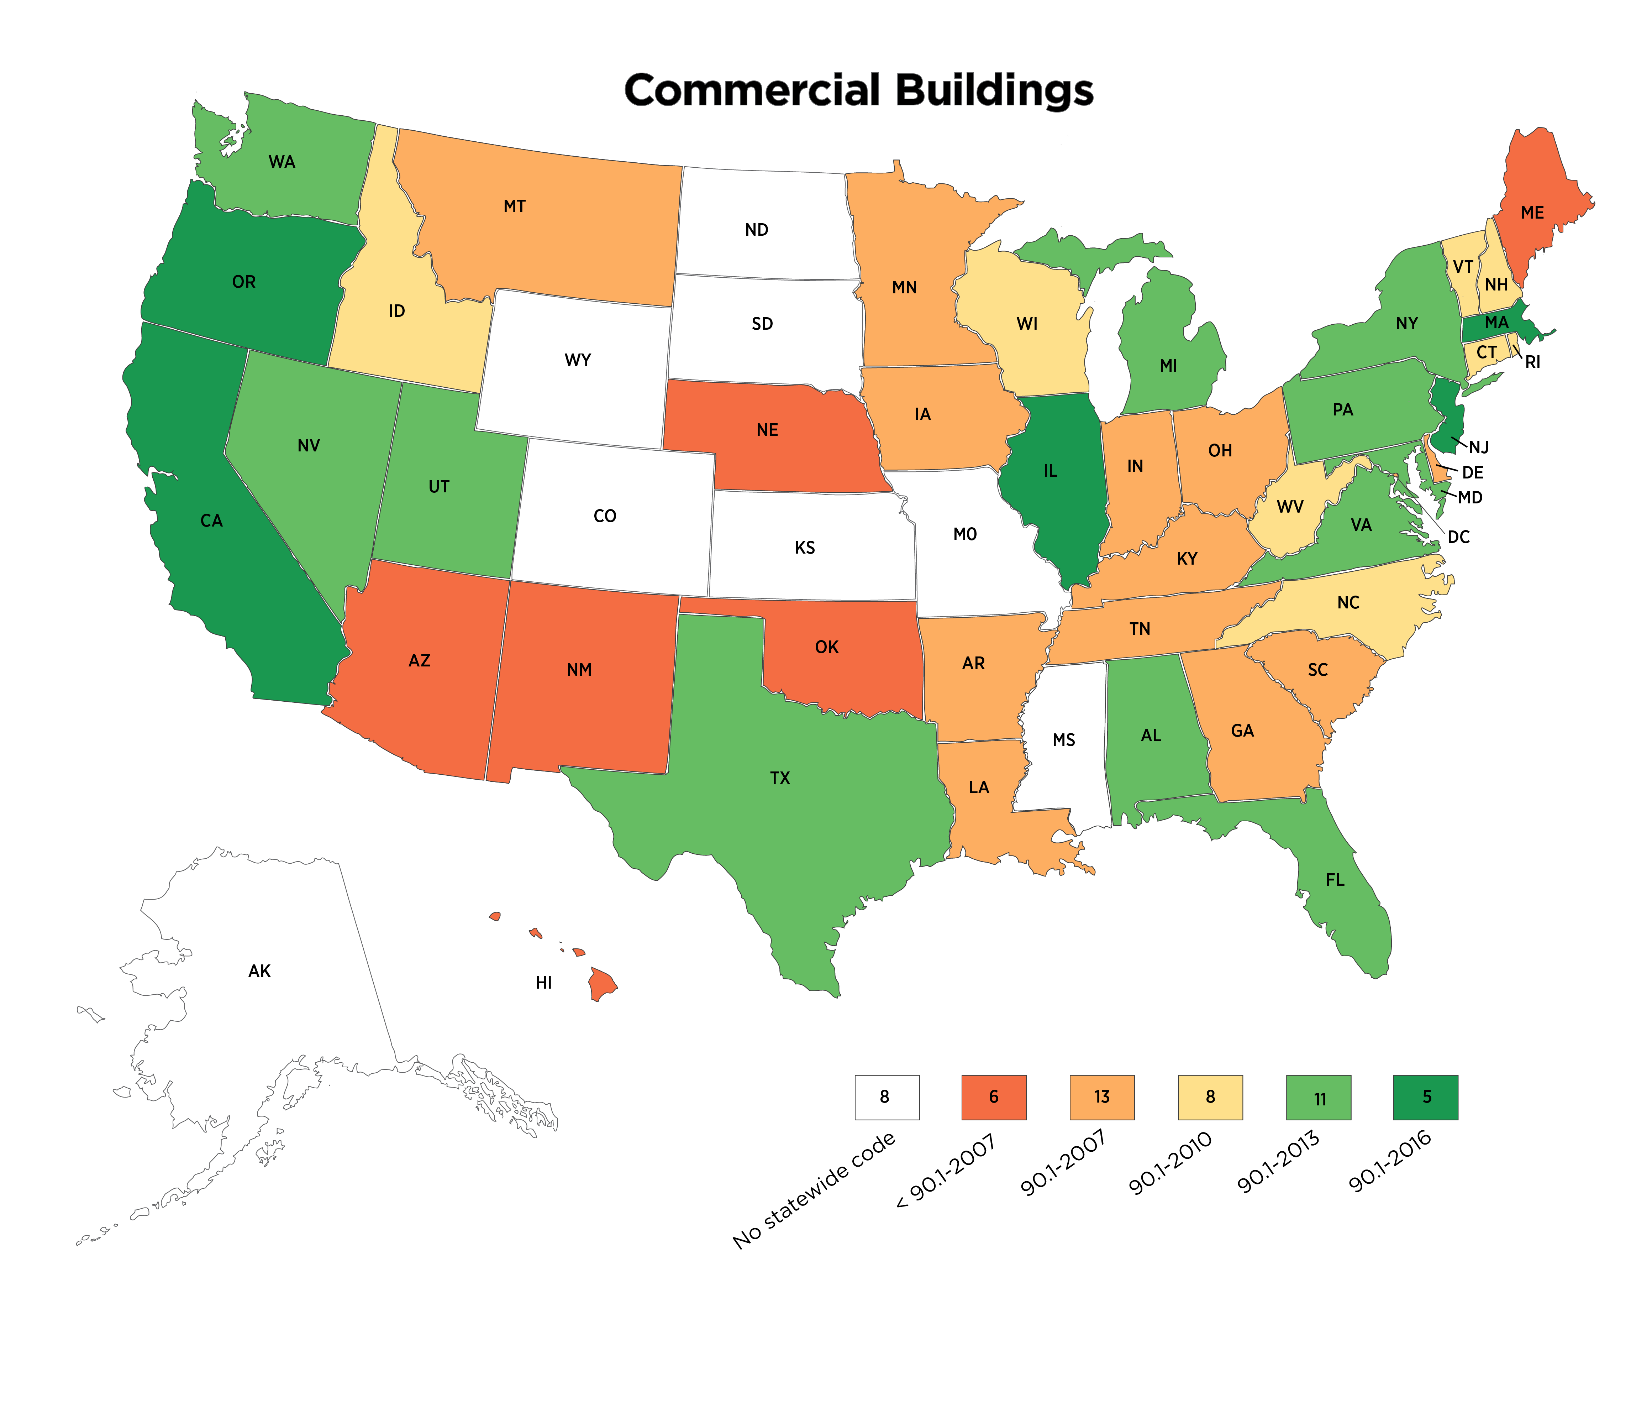 Commercial Buildings
WA
MT
ND
ME
OR
ID
MN
VT
NH
SD
WI
NY
MA
WY
MI
CT
RI
NE
IA
PA
NV
UT
IL
IN
OH
NJ
DE
MD
CA
CO
KS
MO
WV
VA
DC
KY
NC
AZ
NM
OK
AR
TN
SC
TX
MS
AL
GA
LA
FL
AK
HI
8
6
13
8
11
5
No statewide code
< 90.1-2007
90.1-2007
90.1-2010
90.1-2013
90.1-2016